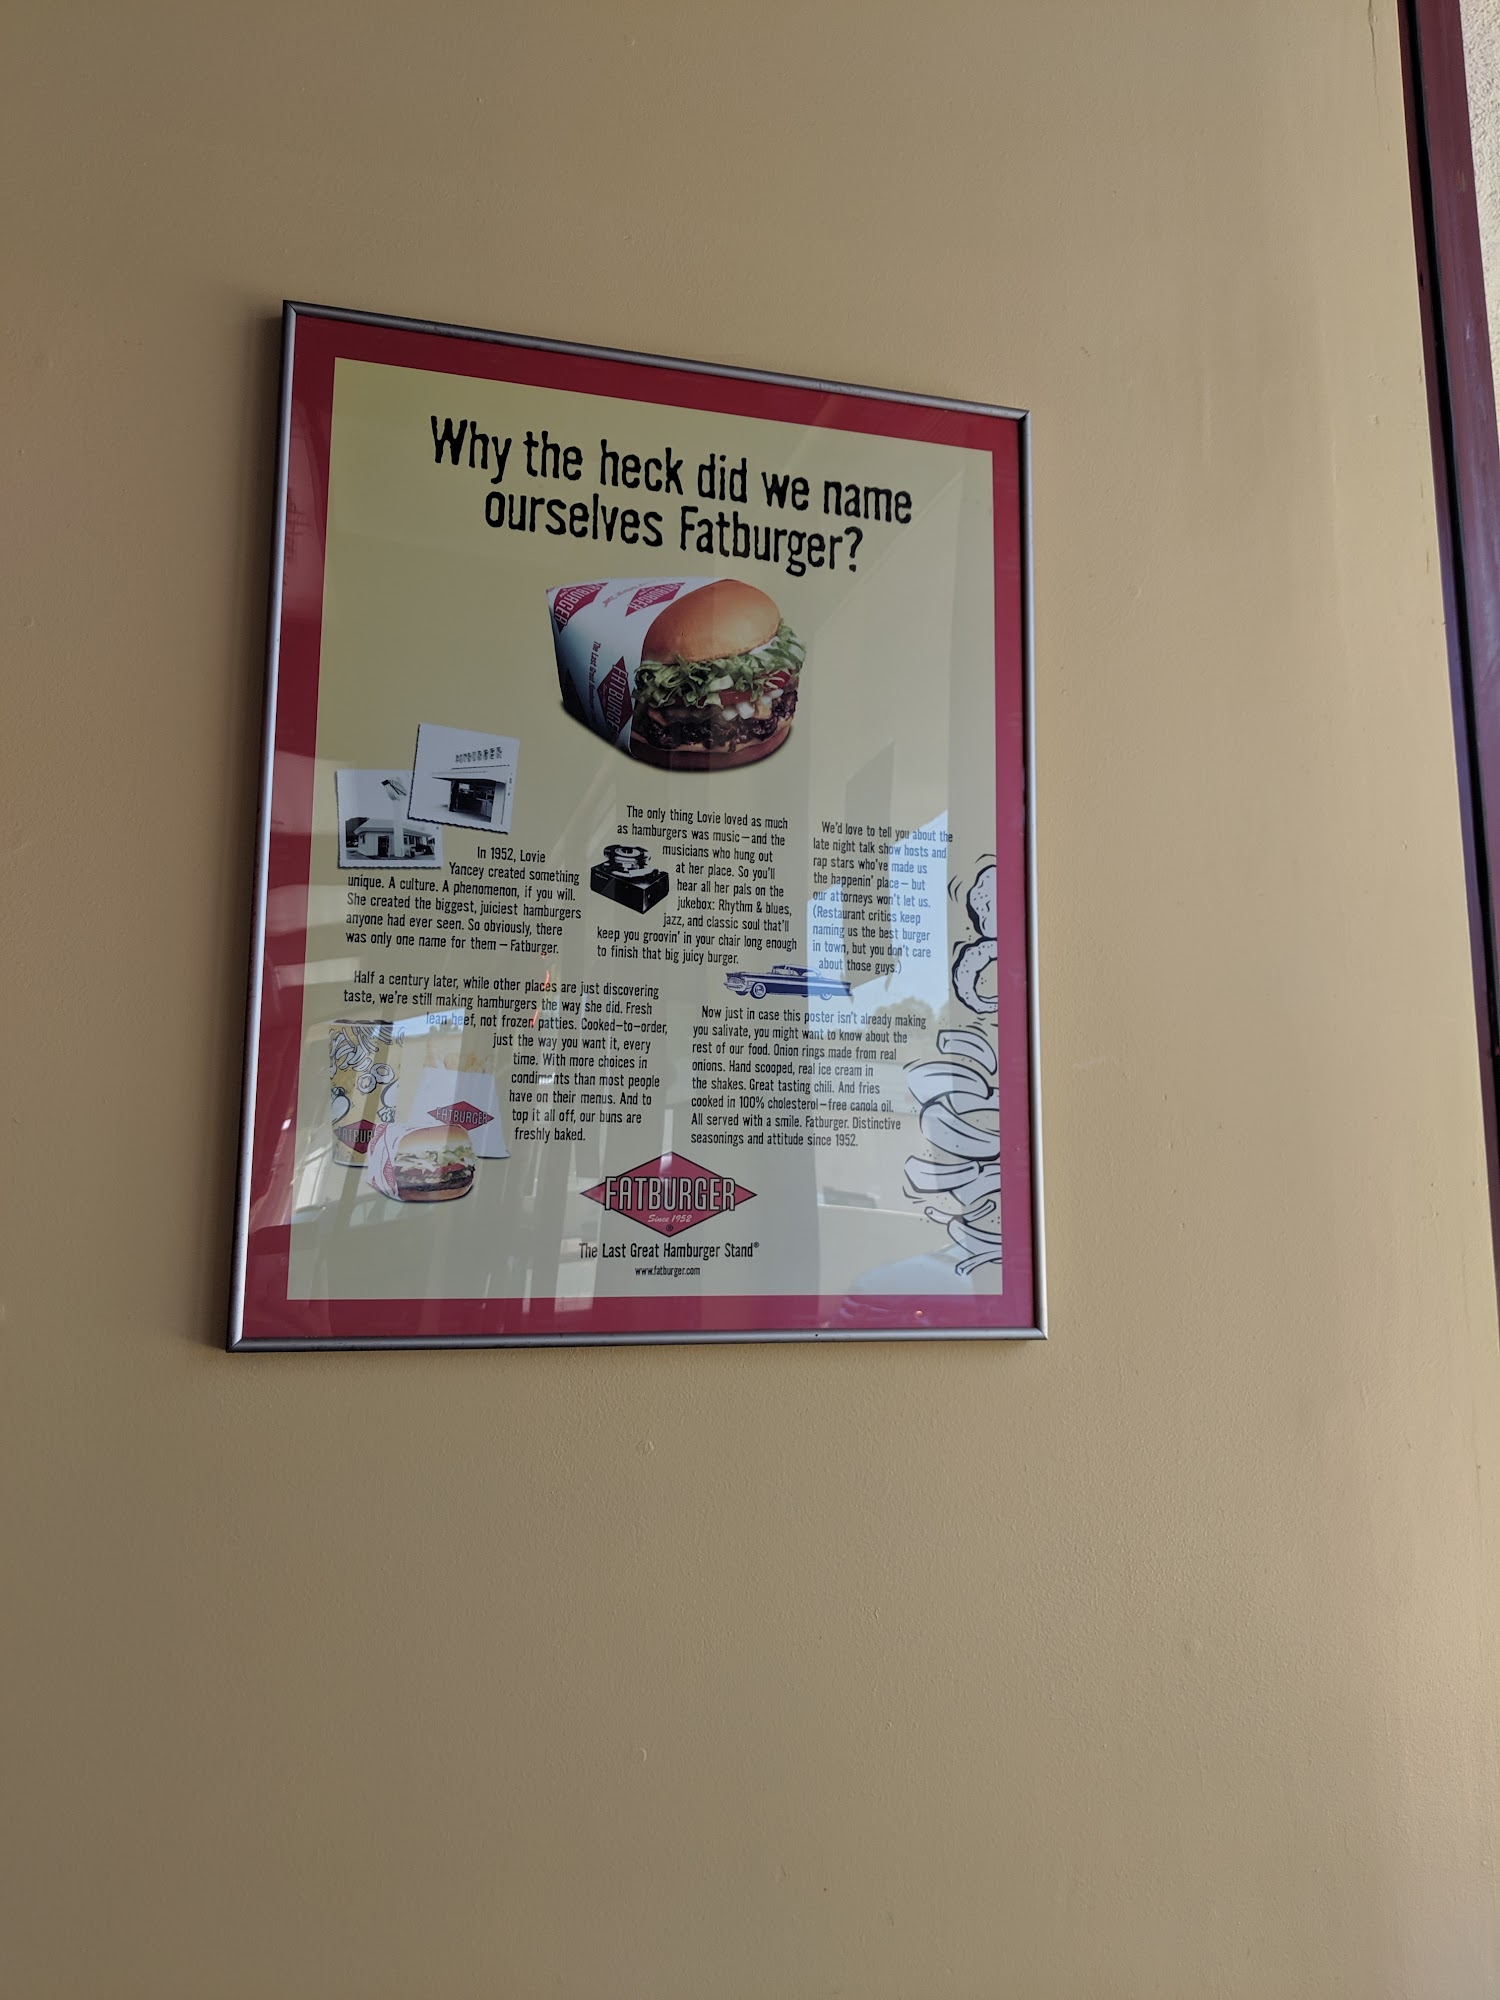 Why the heck did we name
ourselves Fatburger?
FATBURGER
FATBURGER
FATBURGER
In 1952, Lovie
Yancey created something
unique. A culture. A phenomenon, if you will.
She created the biggest, juiciest hamburgers
anyone had ever seen. So obviously, there
was only one name for them – Fatburger.
The only thing Lovie loved as much
as hamburgers was music – and the
musicians who hung out
at her place. So you'll
hear all her pals on the
jukebox: Rhythm & blues,
jazz, and classic soul that'll
keep you groovin' in your chair long enough
to finish that big juicy burger.
We'd love to tell you about the
late night talk show hosts and
rap stars who've made us
the happenin' place – but
our attorneys won't let us.
(Restaurant critics keep
naming us the best burger
in town, but you don't care
about those guys.)
Half a century later, while other places are just discovering
taste, we're still making hamburgers the way she did. Fresh
lean beef, not frozen patties. Cooked-to-order,
just the way you want it, every
time. With more choices in
condiments than most people
have on their menus. And to
top it all off, our buns are
freshly baked.
Now just in case this poster isn't already making
you salivate, you might want to know about the
rest of our food. Onion rings made from real
onions. Hand scooped, real ice cream in
the shakes. Great tasting chili. And fries
cooked in 100% cholesterol-free canola oil.
All served with a smile. Fatburger. Distinctive
seasonings and attitude since 1952.
FATBURGER
FATBURGER
Since 1952
®
The Last Great Hamburger Stand®
www.fatburger.com